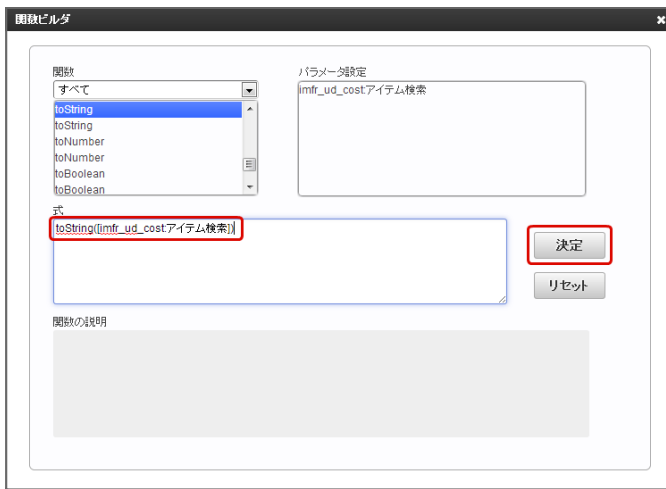 関数ビルダ
関数
すべて
toString
toString
toNumber
toNumber
toBoolean
toBoolean
パラメータ設定
imfr_ud_cost:アイテム検索
式
toString([imfr_ud_cost:アイテム検索])
決定
リセット
関数の説明